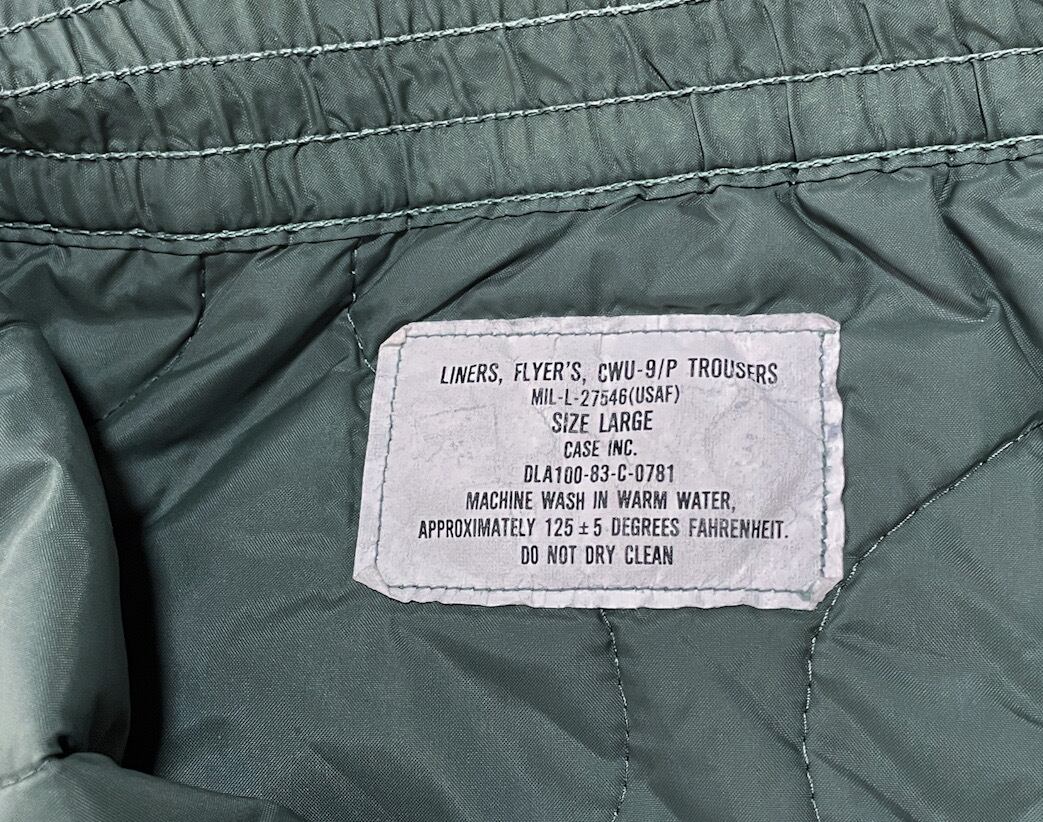 LINERS, FLYER'S, CWU-9/P TROUSERS
MIL-L-27546(USAF)
SIZE LARGE
CASE INC.
DLA100-83-C-0781
MACHINE WASH IN WARM WATER,
APPROXIMATELY 125 ± 5 DEGREES FAHRENHEIT.
DO NOT DRY CLEAN